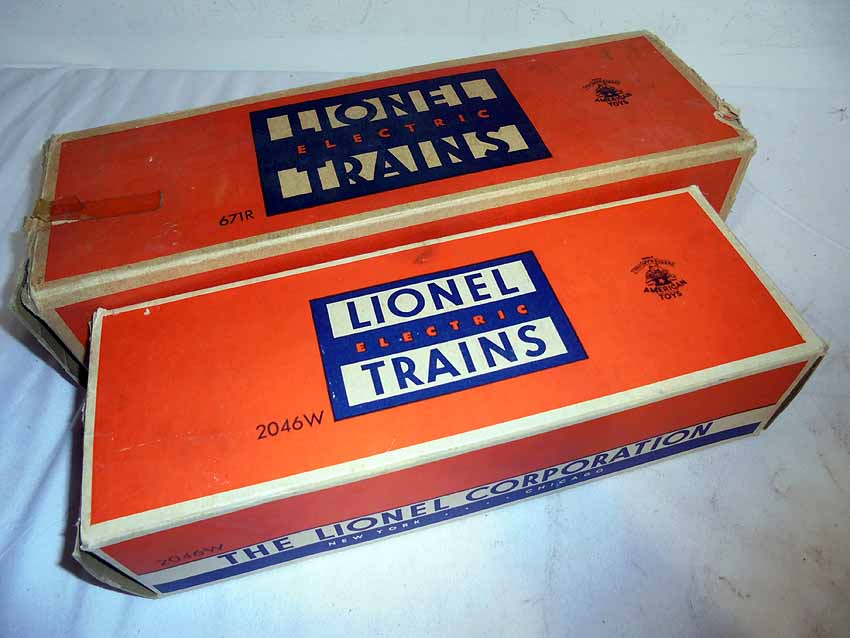 LIONEL
ELECTRIC
TRAINS
671R
AMERICAN
TOYS
LIONEL
ELECTRIC
TRAINS
2046W
AMERICAN
TOYS
2046W
THE LIONEL CORPORATION
NEW YORK . . . . CHICAGO